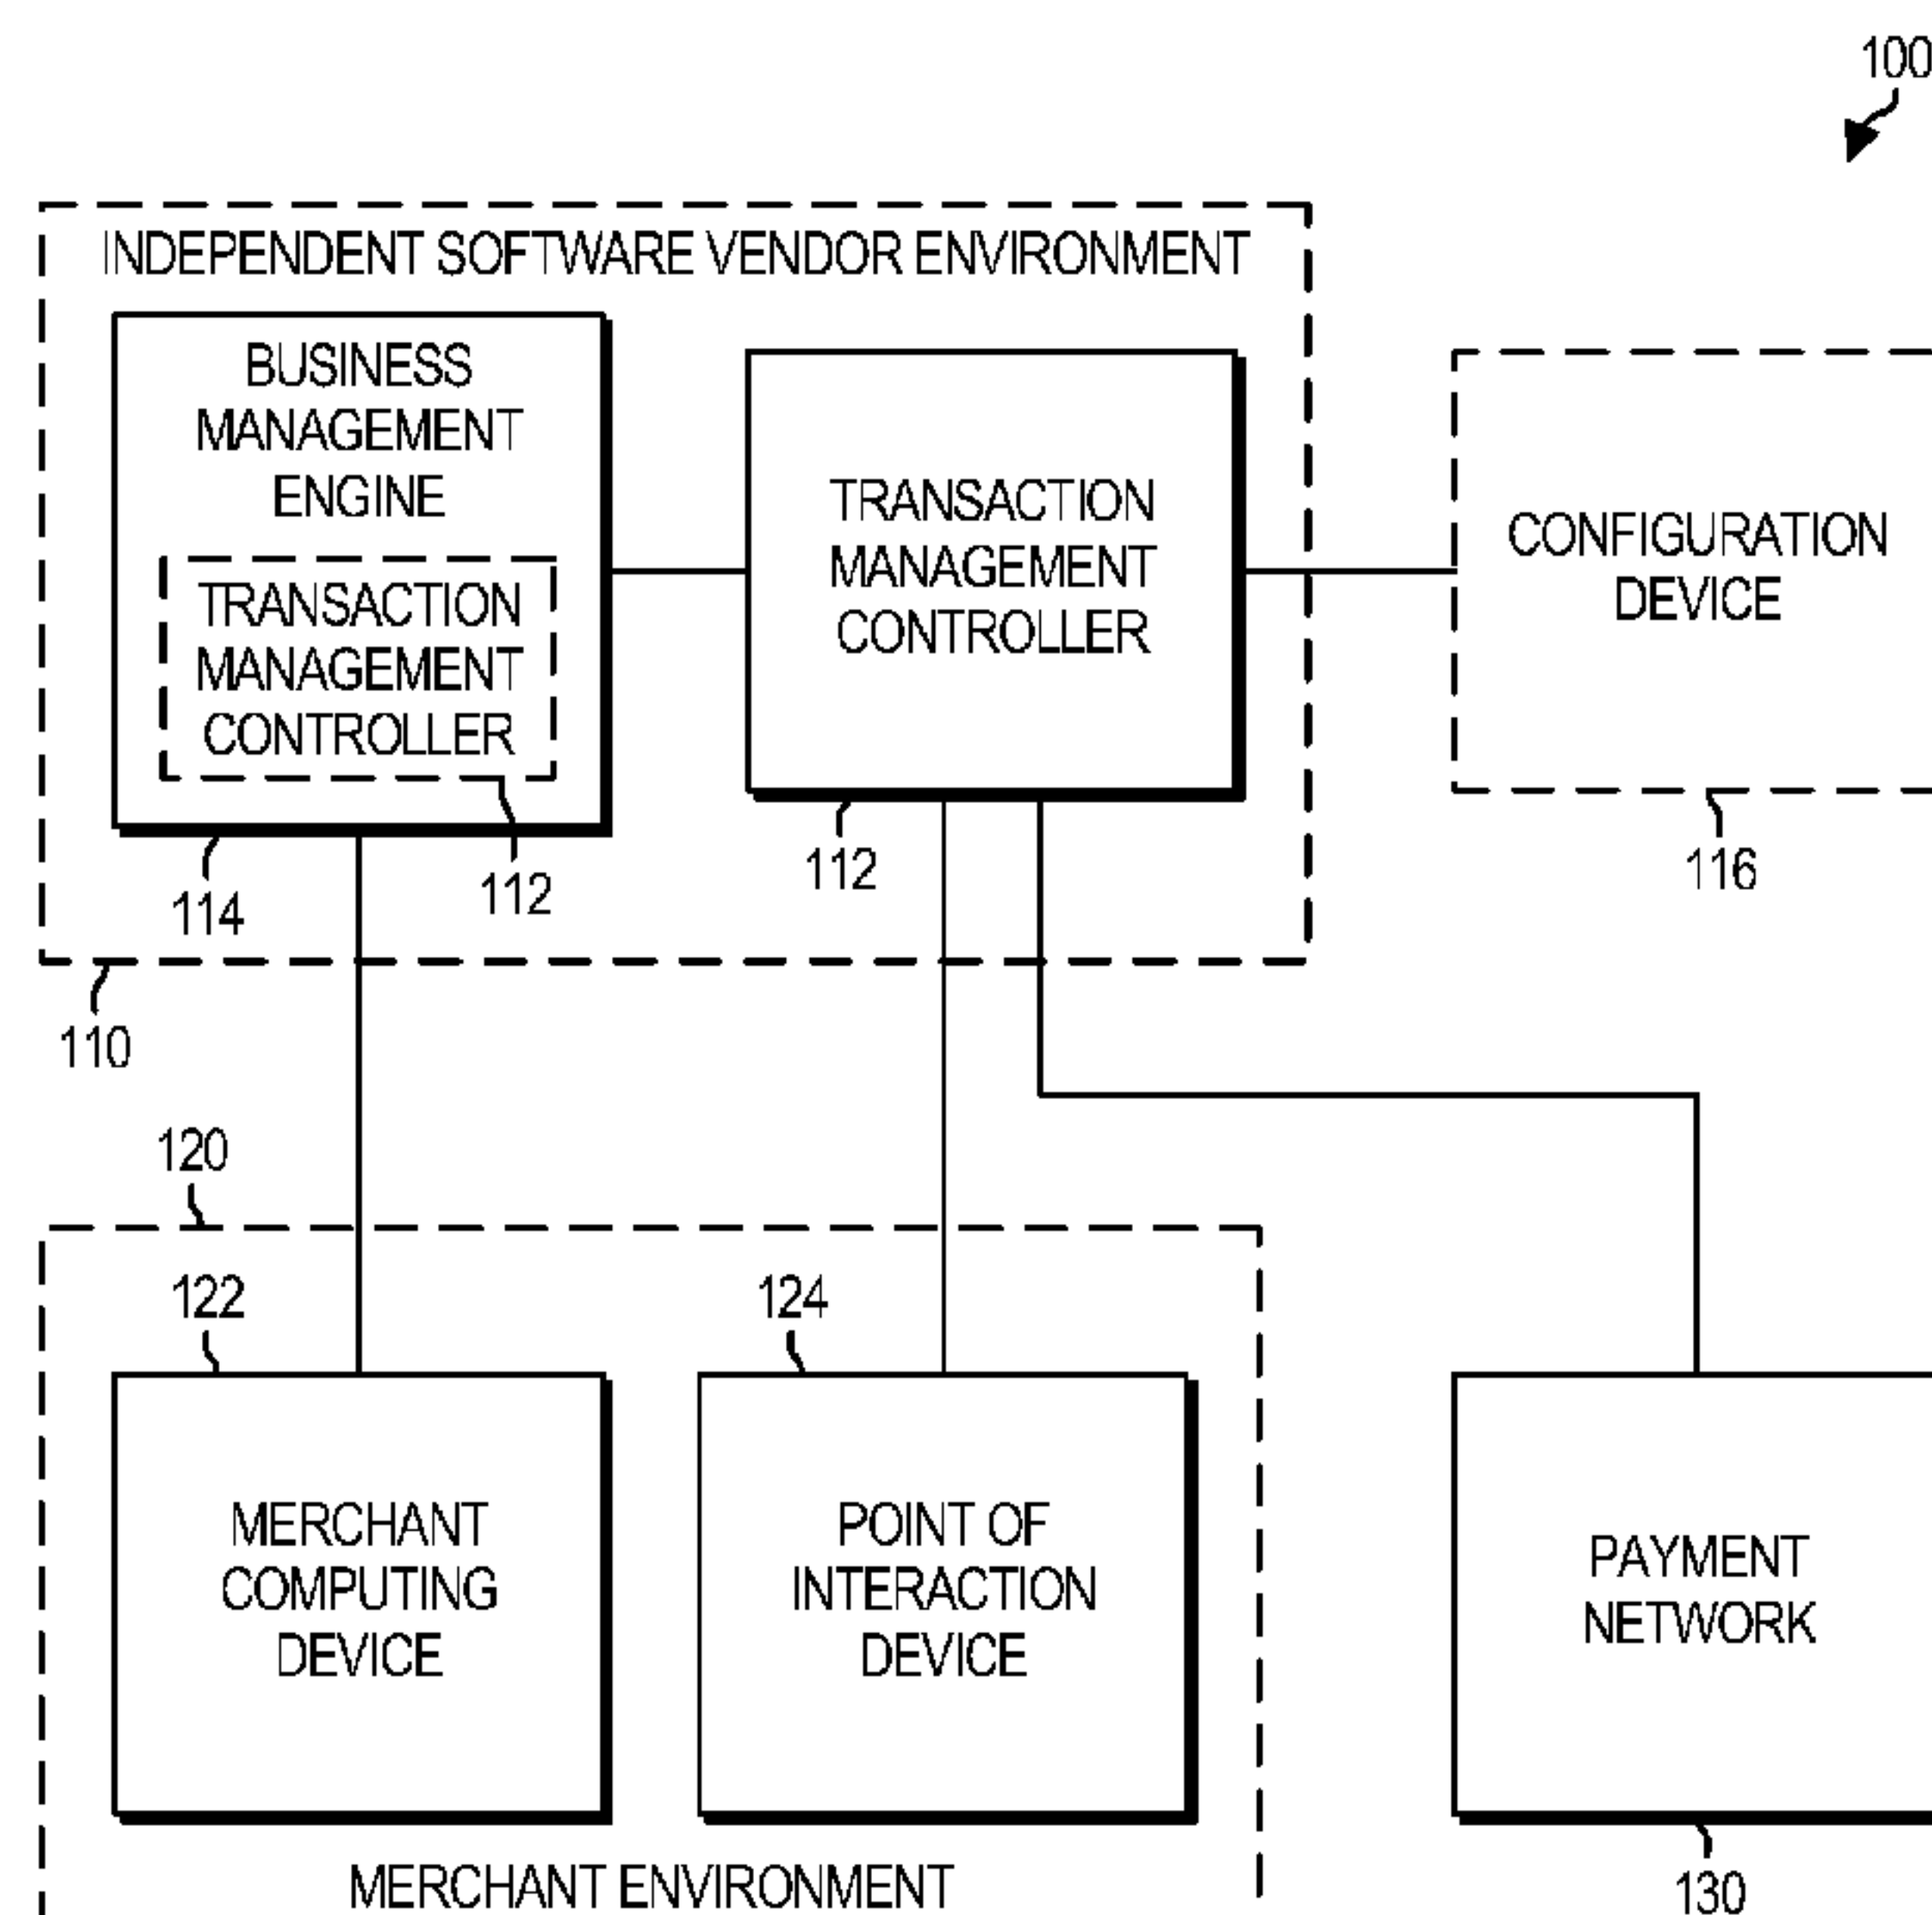 100
INDEPENDENT SOFTWARE VENDOR ENVIRONMENT
BUSINESS
MANAGEMENT
ENGINE
TRANSACTION
MANAGEMENT
CONTROLLER
TRANSACTION
MANAGEMENT
CONTROLLER
CONFIGURATION
DEVICE
114
112
112
116
110
120
122
124
MERCHANT
COMPUTING
DEVICE
POINT OF
INTERACTION
DEVICE
PAYMENT
NETWORK
MERCHANT ENVIRONMENT
130